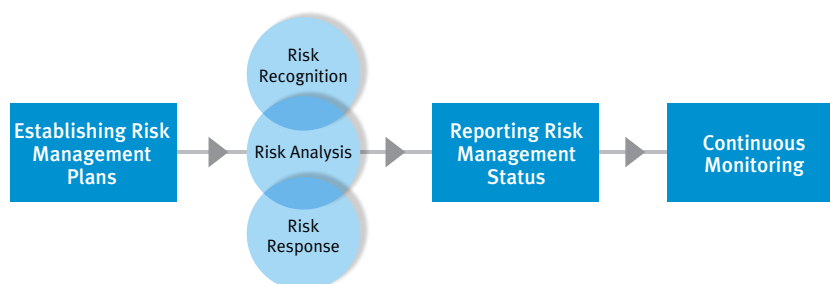 Establishing Risk
Management
Plans
Risk
Recognition
Risk Analysis
Risk
Response
Reporting Risk
Management
Status
Continuous
Monitoring